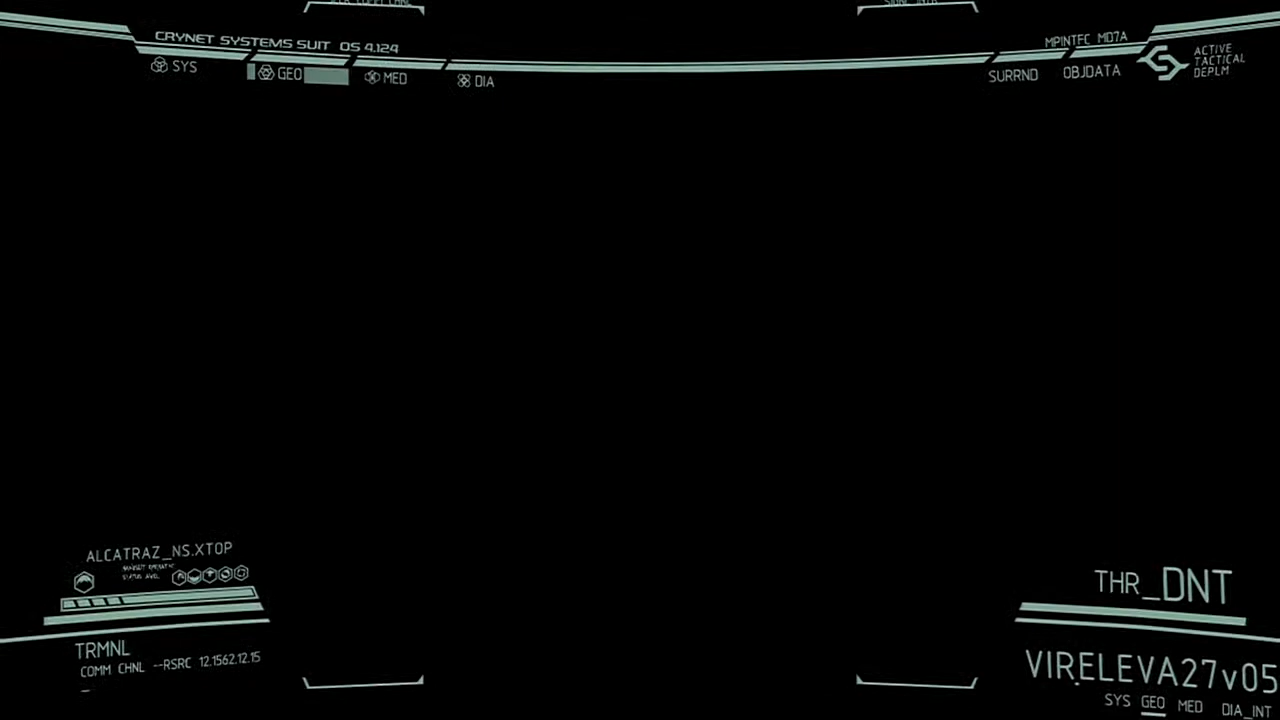 CRYNET SYSTEMS SUIT OS 4.124
SYS
GEO
MED
DIA
MPINTFC MD7A
SURRND
OBJDATA
ACTIVE
TACTICAL
DEPLM
ALCATRAZ_NS.XTOP
TRMNL
COMM CHNL --RSRC 12.1562.12.15
_
THR_DNT
VIRELEVA27v05
SYS GEO MED DIA_INT